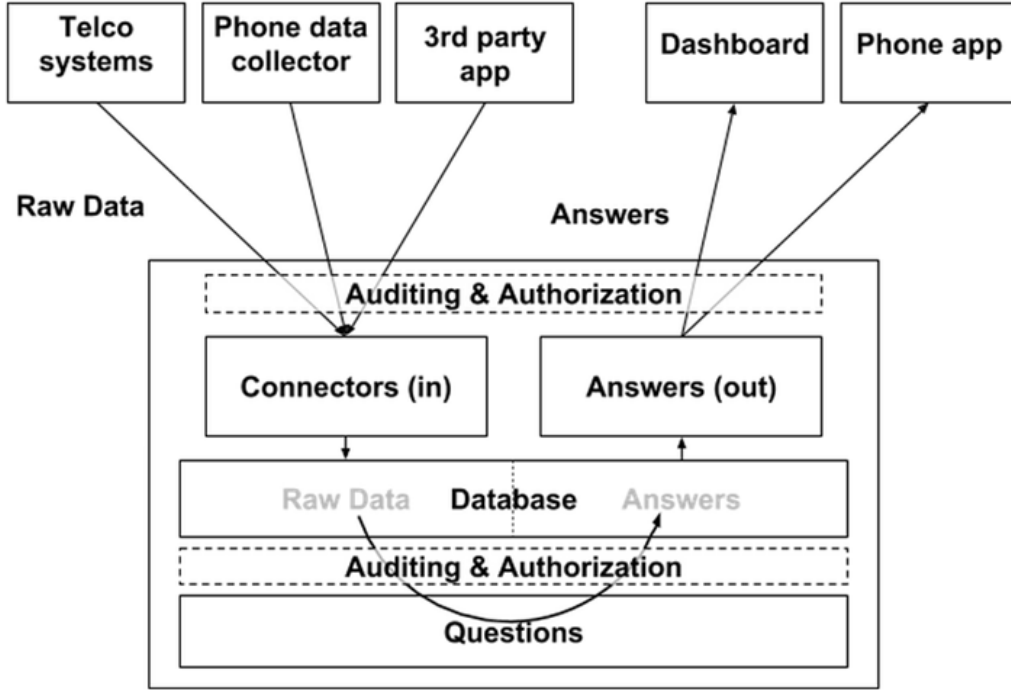 Telco
systems
Phone data
collector
3rd party
app
Dashboard
Phone app
Raw Data
Answers
Auditing & Authorization
Connectors (in)
Answers (out)
Raw Data
Database
Answers
Auditing & Authorization
Questions